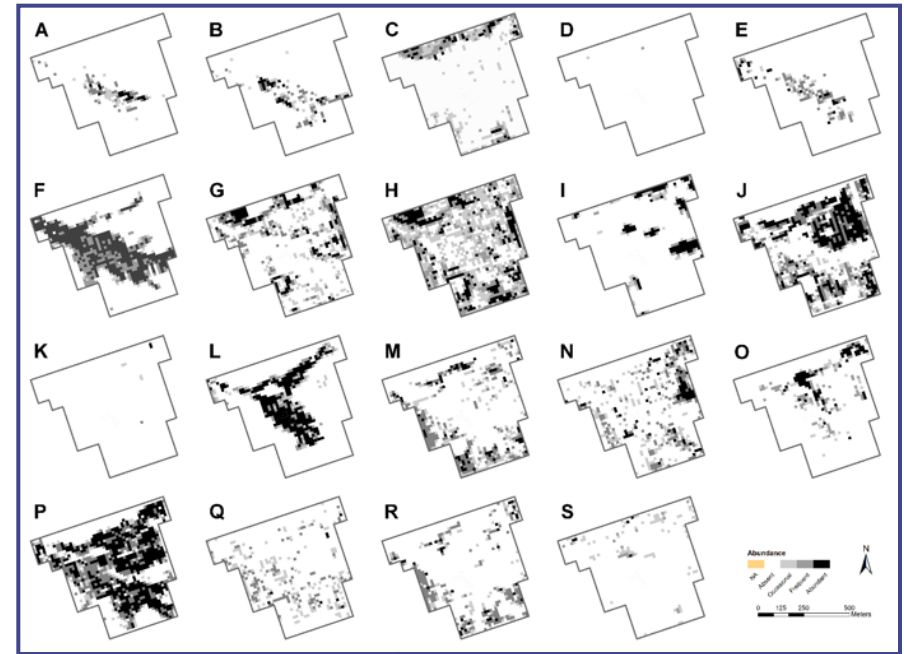 A B C D E
F G H I J
K L M N O
P Q R S
Abundance
NA Absent Occasional Frequent Abundant
N
0 125 250 500
Meters